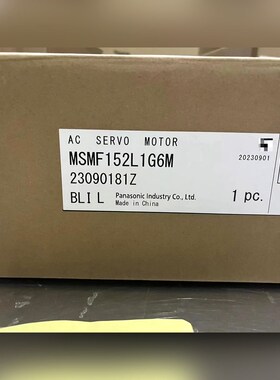 AC SERVO MOTOR
MSMF152L1G6M
20230901
23090181Z
BLI L
Panasonic Industry Co., Ltd.
Made in China
1 pc.